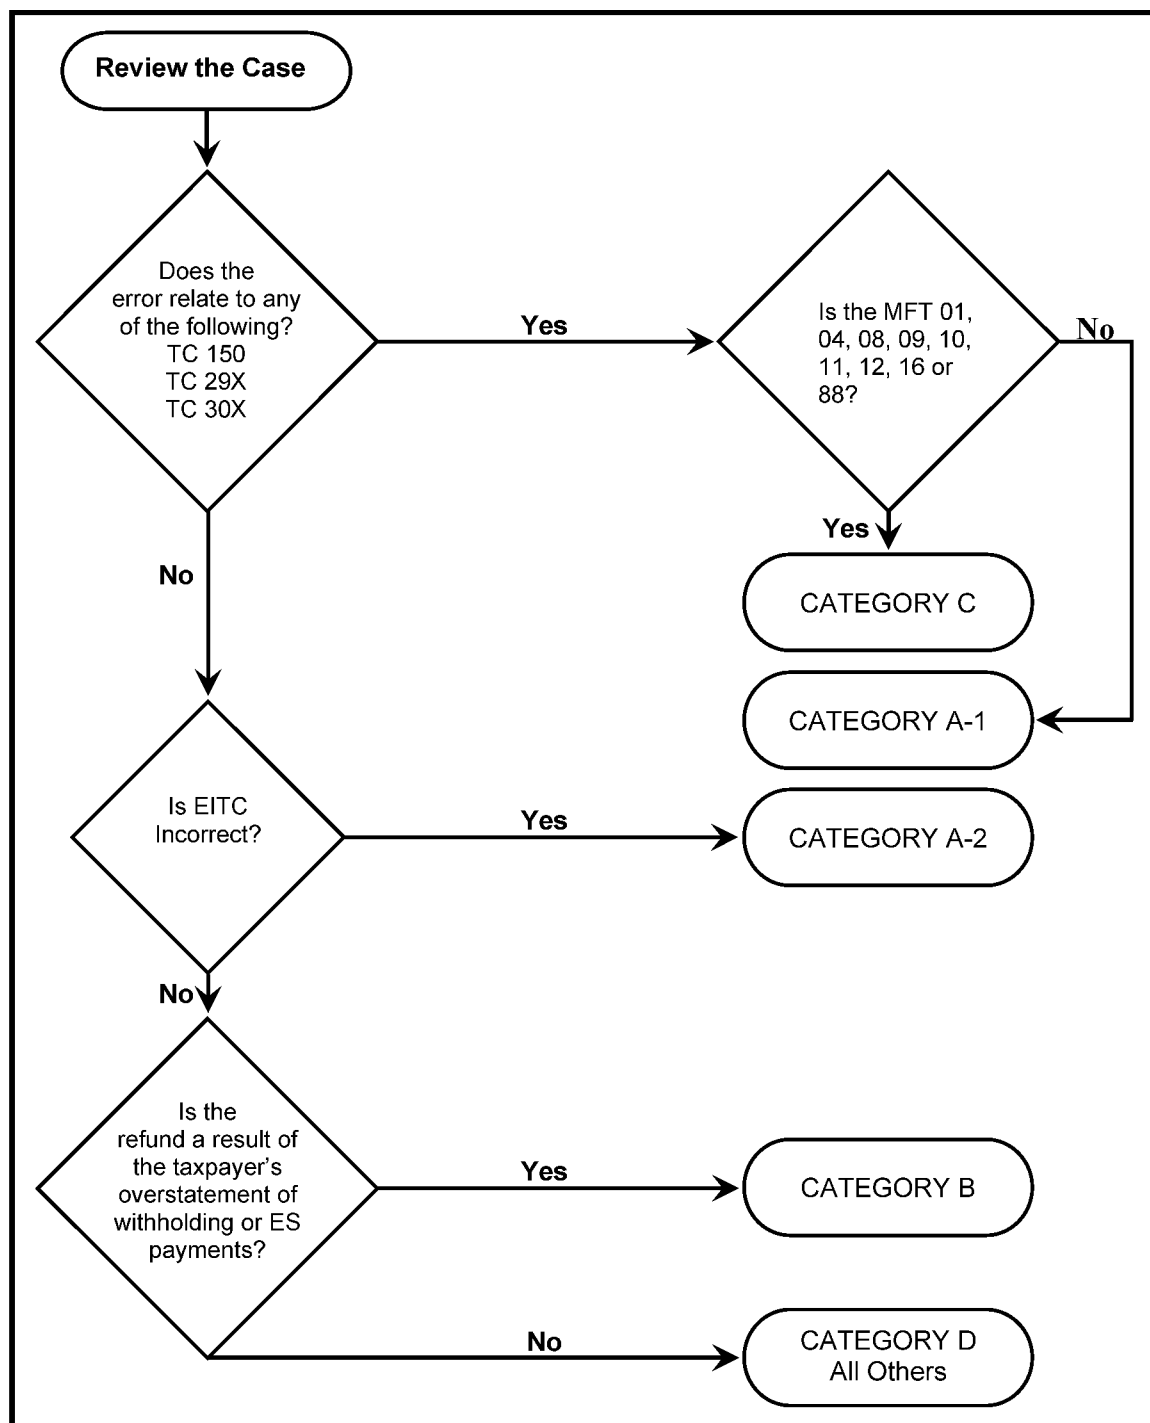 Review the Case
Does the
error relate to any
of the following?
TC 150
TC 29X
TC 30X
Yes
Is the MFT 01,
04, 08, 09, 10,
11, 12, 16 or
88?
No
Yes
CATEGORY C
No
CATEGORY A-1
Is EITC
Incorrect?
Yes
CATEGORY A-2
No
Is the
refund a result of
the taxpayer’s
overstatement of
withholding or ES
payments?
Yes
CATEGORY B
No
CATEGORY D
All Others